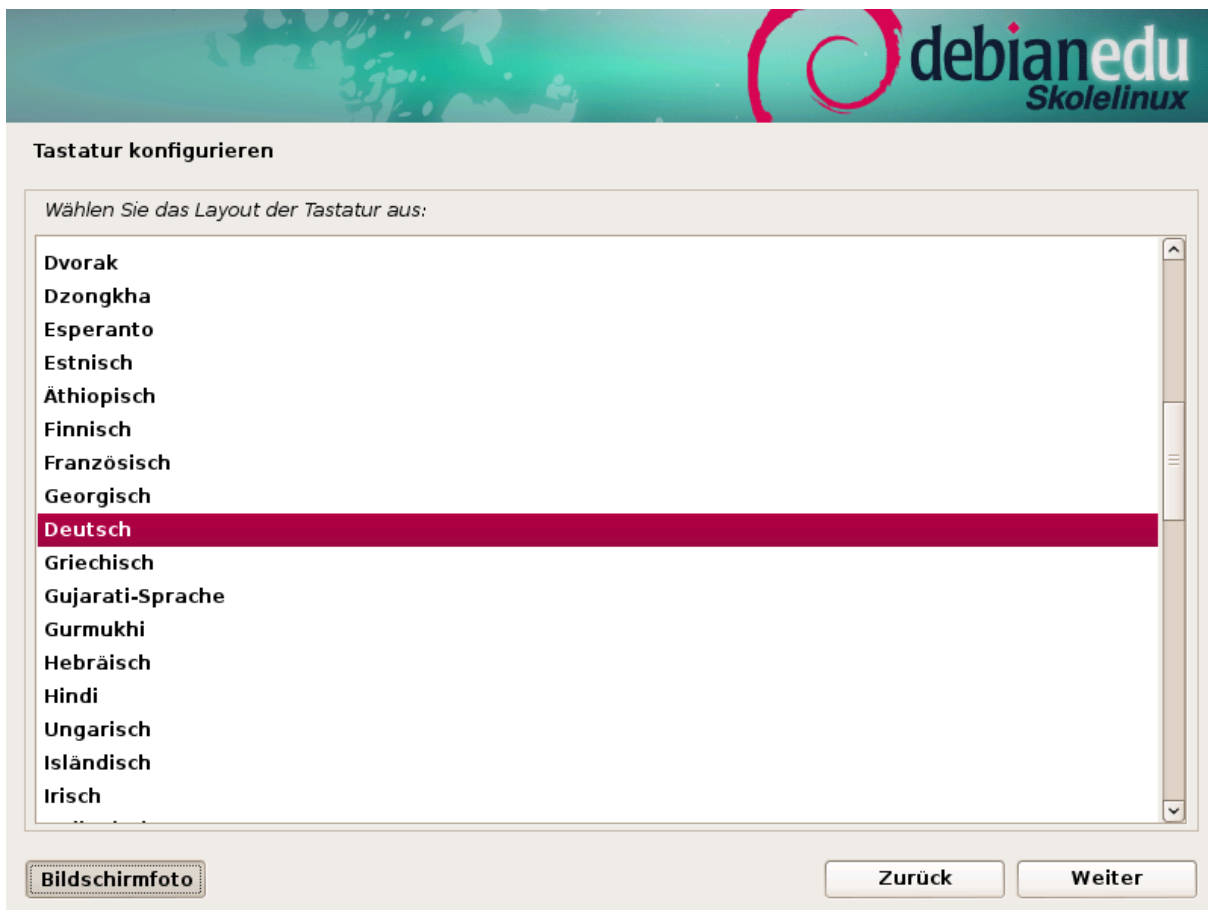 debianedu
Skolelinux
Tastatur konfigurieren
Wählen Sie das Layout der Tastatur aus:
Dvorak
Dzongkha
Esperanto
Estnisch
Äthiopisch
Finnisch
Französisch
Georgisch
Deutsch
Griechisch
Gujarati-Sprache
Gurmukhi
Hebräisch
Hindi
Ungarisch
Isländisch
Irisch
Bildschirmfoto Zurück Weiter